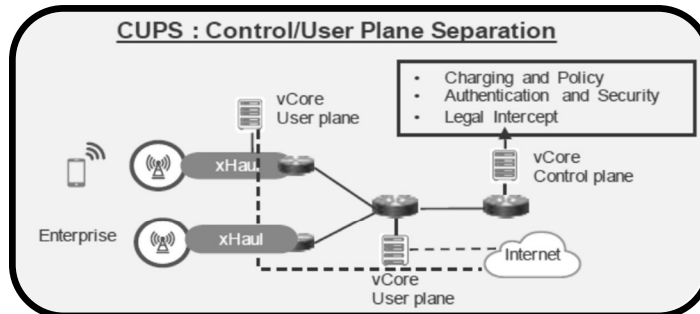 CUPS : Control/User Plane Separation
• Charging and Policy
• Authentication and Security
• Legal Intercept
vCore
User plane
xHaul
vCore
Control plane
Enterprise
xHaul
Internet
vCore
User plane